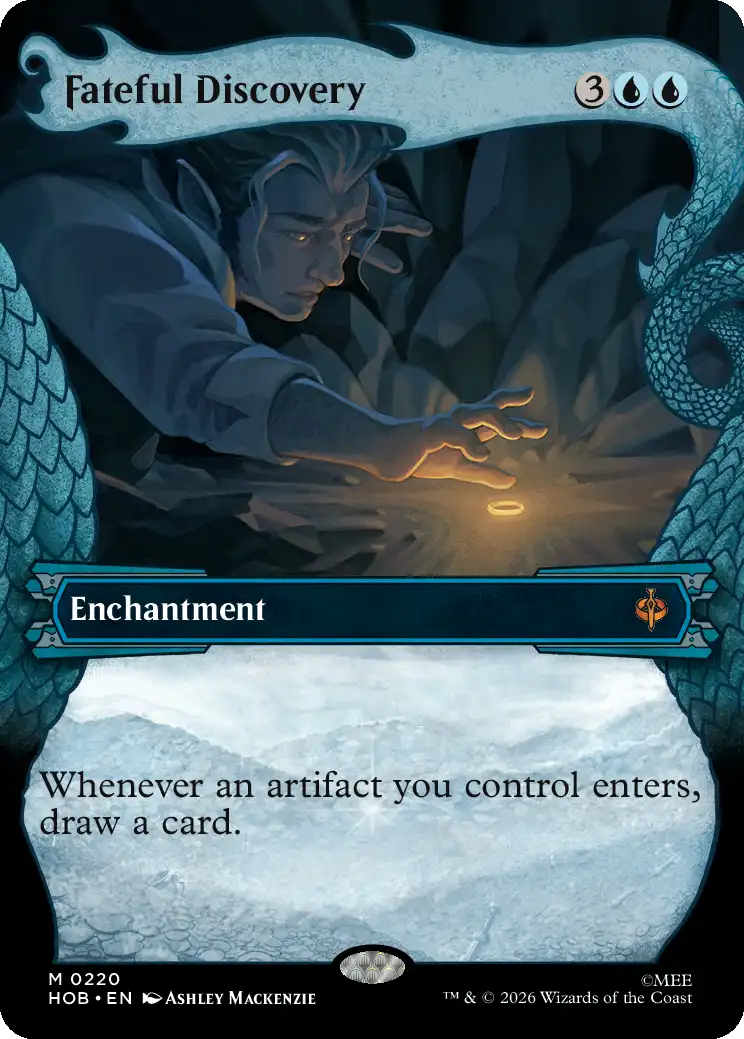 Fateful Discovery 3
Enchantment
Whenever an artifact you control enters,
draw a card.
M 0220
HOB • EN Ashley Mackenzie
©MEE
™ & © 2026 Wizards of the Coast